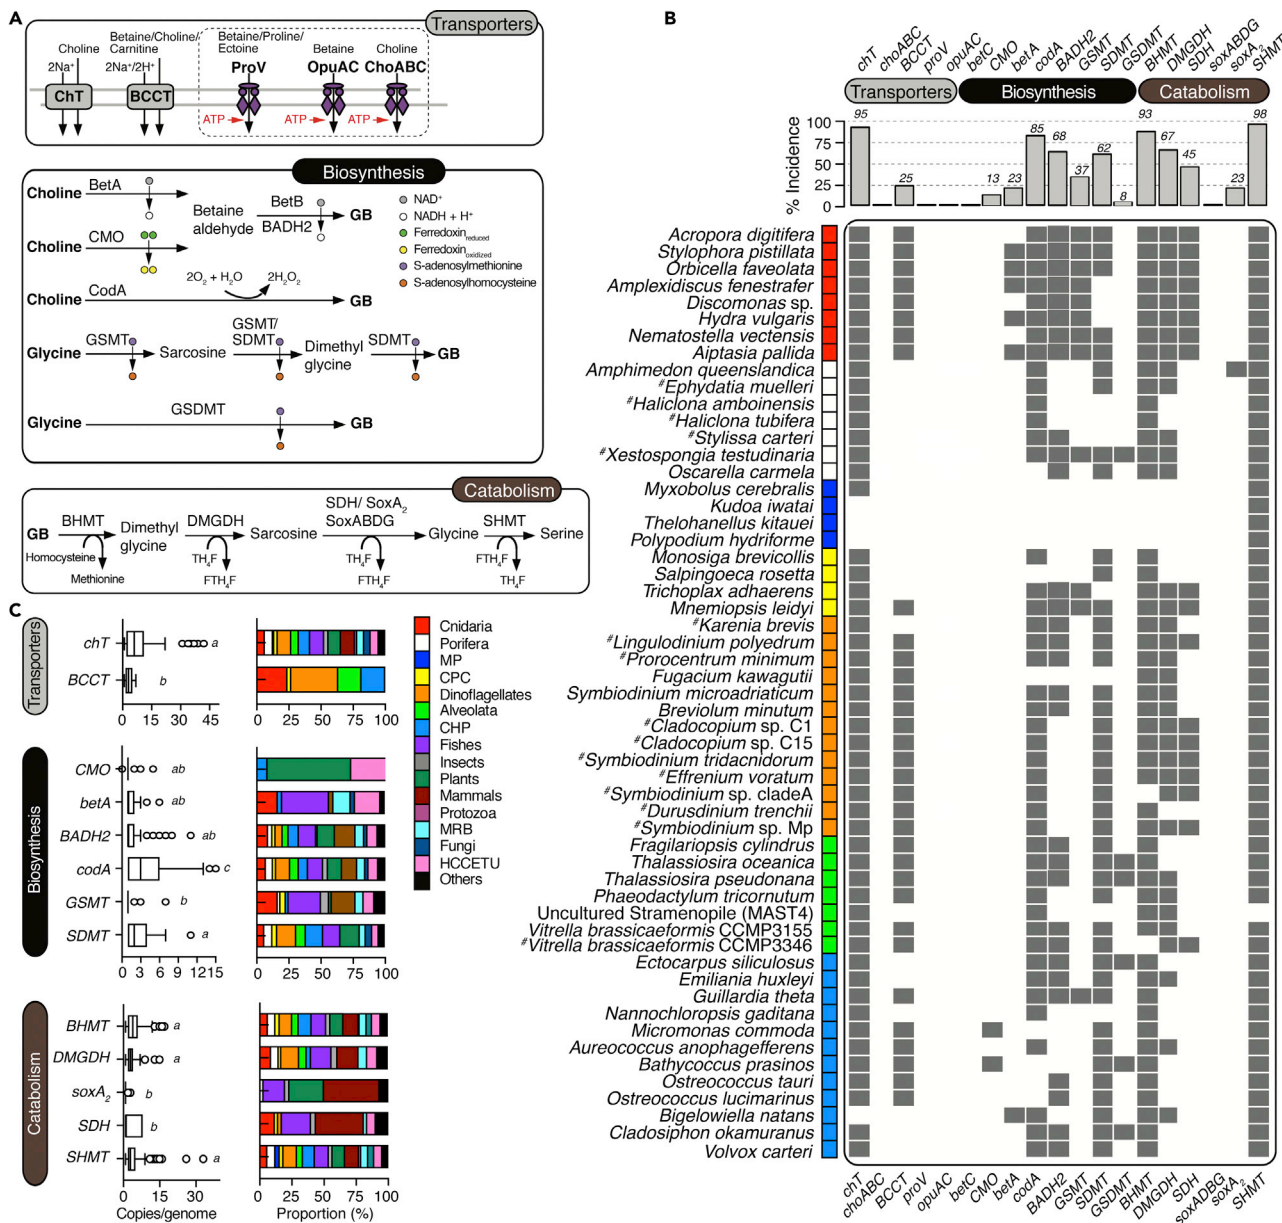 A
Transporters
Betaine/Choline/
Carnitine
Choline
2Na⁺
2Na⁺/2H⁺
ChT
BCCT
Betaine/Proline/
Ectoine
ProV
Betaine
OpuAC
Choline
ChoABC
ATP
ATP
ATP
Biosynthesis
Choline
BetA
Betaine
aldehyde
BetB
BADH2
GB
Choline
CMO
Choline
CodA
2O₂ + H₂O
2H₂O₂
GB
NAD⁺
NADH + H⁺
Ferredoxin reduced
Ferredoxin oxidized
S-adenosylmethionine
S-adenosylhomocysteine
Glycine
GSMT
Sarcosine
GSMT/
SDMT
Dimethyl
glycine
SDMT
GB
Glycine
GSDMT
GB
Catabolism
GB
BHMT
Homocysteine
Methionine
Dimethyl
glycine
DMGDH
TH₄F
FTH₄F
Sarcosine
SDH/ SoxA₂
SoxABDG
TH₄F
FTH₄F
Glycine
SHMT
FTH₄F
TH₄F
Serine
B
chT
choABC
BCCT
proV
opuAC
betC
CMO
betA
codA
BADH2
GSMT
SDMT
GSDMT
BHMT
DMGDH
SDH
soxABDG
soxA₂
SHMT
Transporters
Biosynthesis
Catabolism
% Incidence
100
75
50
25
0
95
25
13
23
85
68
37
62
8
93
67
45
23
98
Acropora digitifera
Stylophora pistillata
Orbicella faveolata
Amplexidiscus fenestrafer
Discomonas sp.
Hydra vulgaris
Nematostella vectensis
Aiptasia pallida
Amphimedon queenslandica
#Ephydatia muelleri
#Haliclona amboinensis
#Haliclona tubifera
#Stylissa carteri
#Xestospongia testudinaria
Oscarella carmela
Myxobolus cerebralis
Kudoa iwatai
Thelohanellus kitauei
Polypodium hydriforme
Monosiga brevicollis
Salpingoeca rosetta
Trichoplax adhaerens
Mnemiopsis leidyi
#Karenia brevis
#Lingulodinium polyedrum
#Prorocentrum minimum
Fugacium kawagutii
Symbiodinium microadriaticum
Breviolum minutum
#Cladocopium sp. C1
#Cladocopium sp. C15
#Symbiodinium tridacnidorum
#Effrenium voratum
#Symbiodinium sp. cladeA
#Durusdinium trenchii
#Symbiodinium sp. Mp
Fragilariopsis cylindrus
Thalassiosira oceanica
Thalassiosira pseudonana
Phaeodactylum tricornutum
Uncultured Stramenopile (MAST4)
Vitrella brassicaeformis CCMP3155
#Vitrella brassicaeformis CCMP3346
Ectocarpus siliculosus
Emiliania huxleyi
Guillardia theta
Nannochloropsis gaditana
Micromonas commoda
Aureococcus anophagefferens
Bathycoccus prasinos
Ostreococcus tauri
Ostreococcus lucimarinus
Bigelowiella natans
Cladosiphon okamuranus
Volvox carteri
chT
choABC
BCCT
proV
opuAC
betC
CMO
betA
codA
BADH2
GSMT
SDMT
GSDMT
BHMT
DMGDH
SDH
soxADBG
soxA₂
SHMT
C
Transporters
chT
a
BCCT
b
0 15 30 45
0 25 50 75 100
Biosynthesis
CMO
ab
betA
ab
BADH2
ab
codA
c
GSMT
b
SDMT
a
0 3 6 9 12 15
0 25 50 75 100
Catabolism
BHMT
a
DMGDH
a
soxA₂
b
SDH
b
SHMT
a
0 15 30
0 25 50 75 100
Copies/genome
Proportion (%)
Cnidaria
Porifera
MP
CPC
Dinoflagellates
Alveolata
CHP
Fishes
Insects
Plants
Mammals
Protozoa
MRB
Fungi
HCCETU
Others